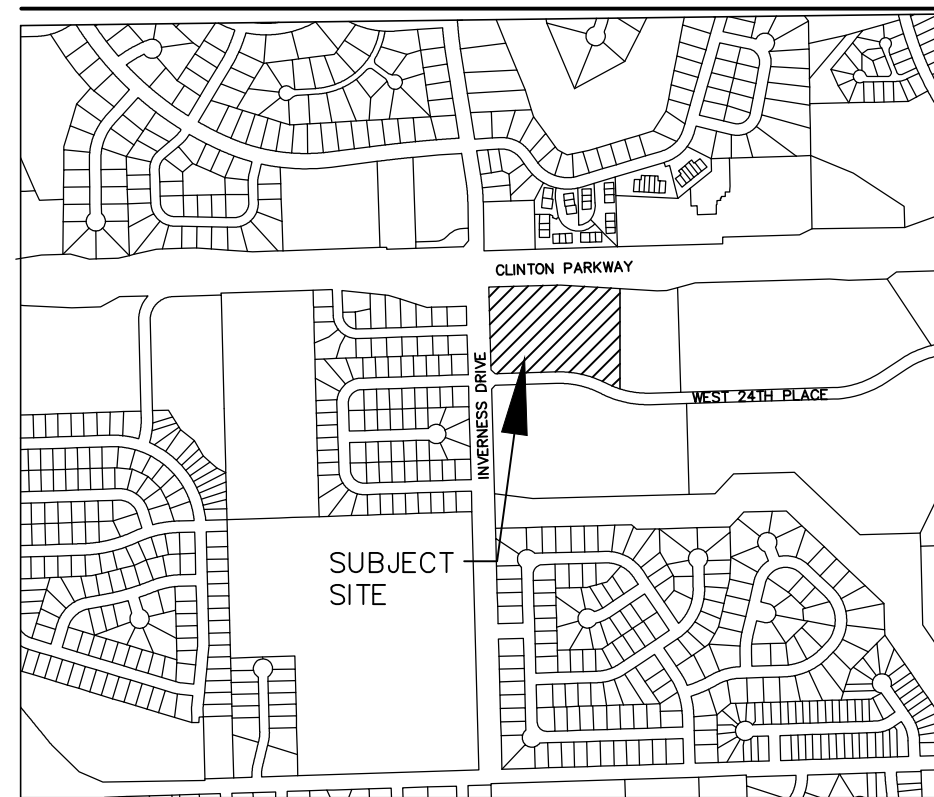 CLINTON PARKWAY
INVERNESS DRIVE
WEST 24TH PLACE
SUBJECT
SITE